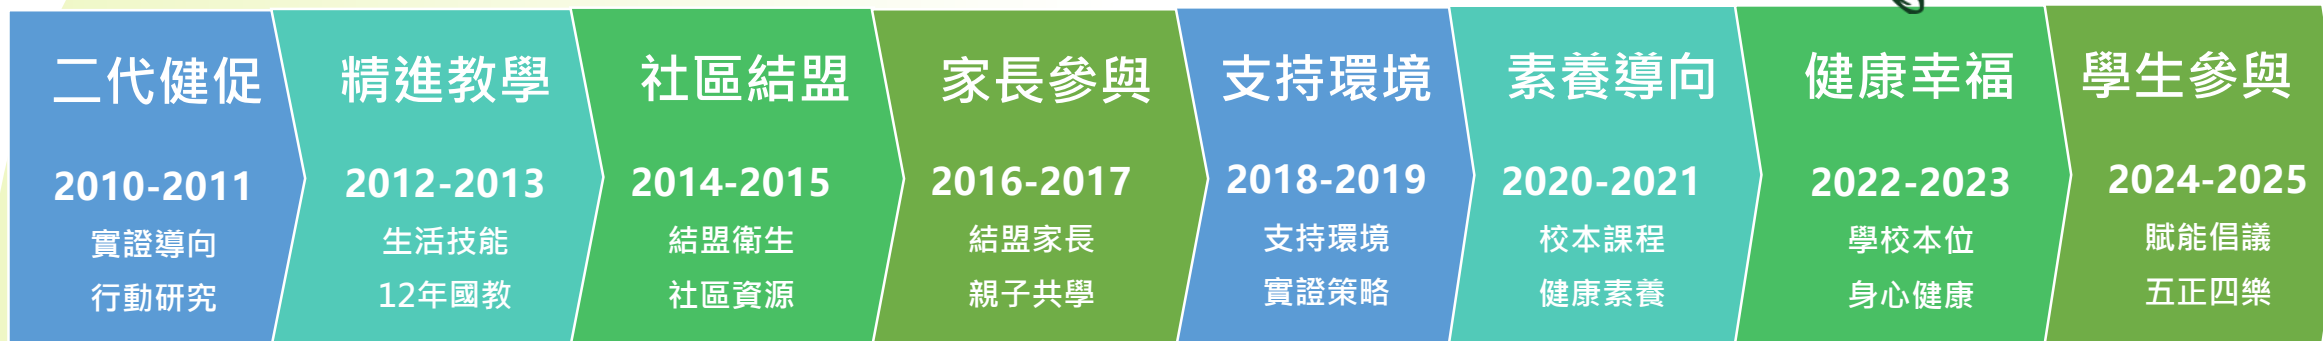 二代健促
2010-2011
實證導向
行動研究
精進教學
2012-2013
生活技能
12年國教
社區結盟
2014-2015
結盟衛生
社區資源
家長參與
2016-2017
結盟家長
親子共學
支持環境
2018-2019
支持環境
實證策略
素養導向
2020-2021
校本課程
健康素養
健康幸福
2022-2023
學校本位
身心健康
學生參與
2024-2025
賦能倡議
五正四樂